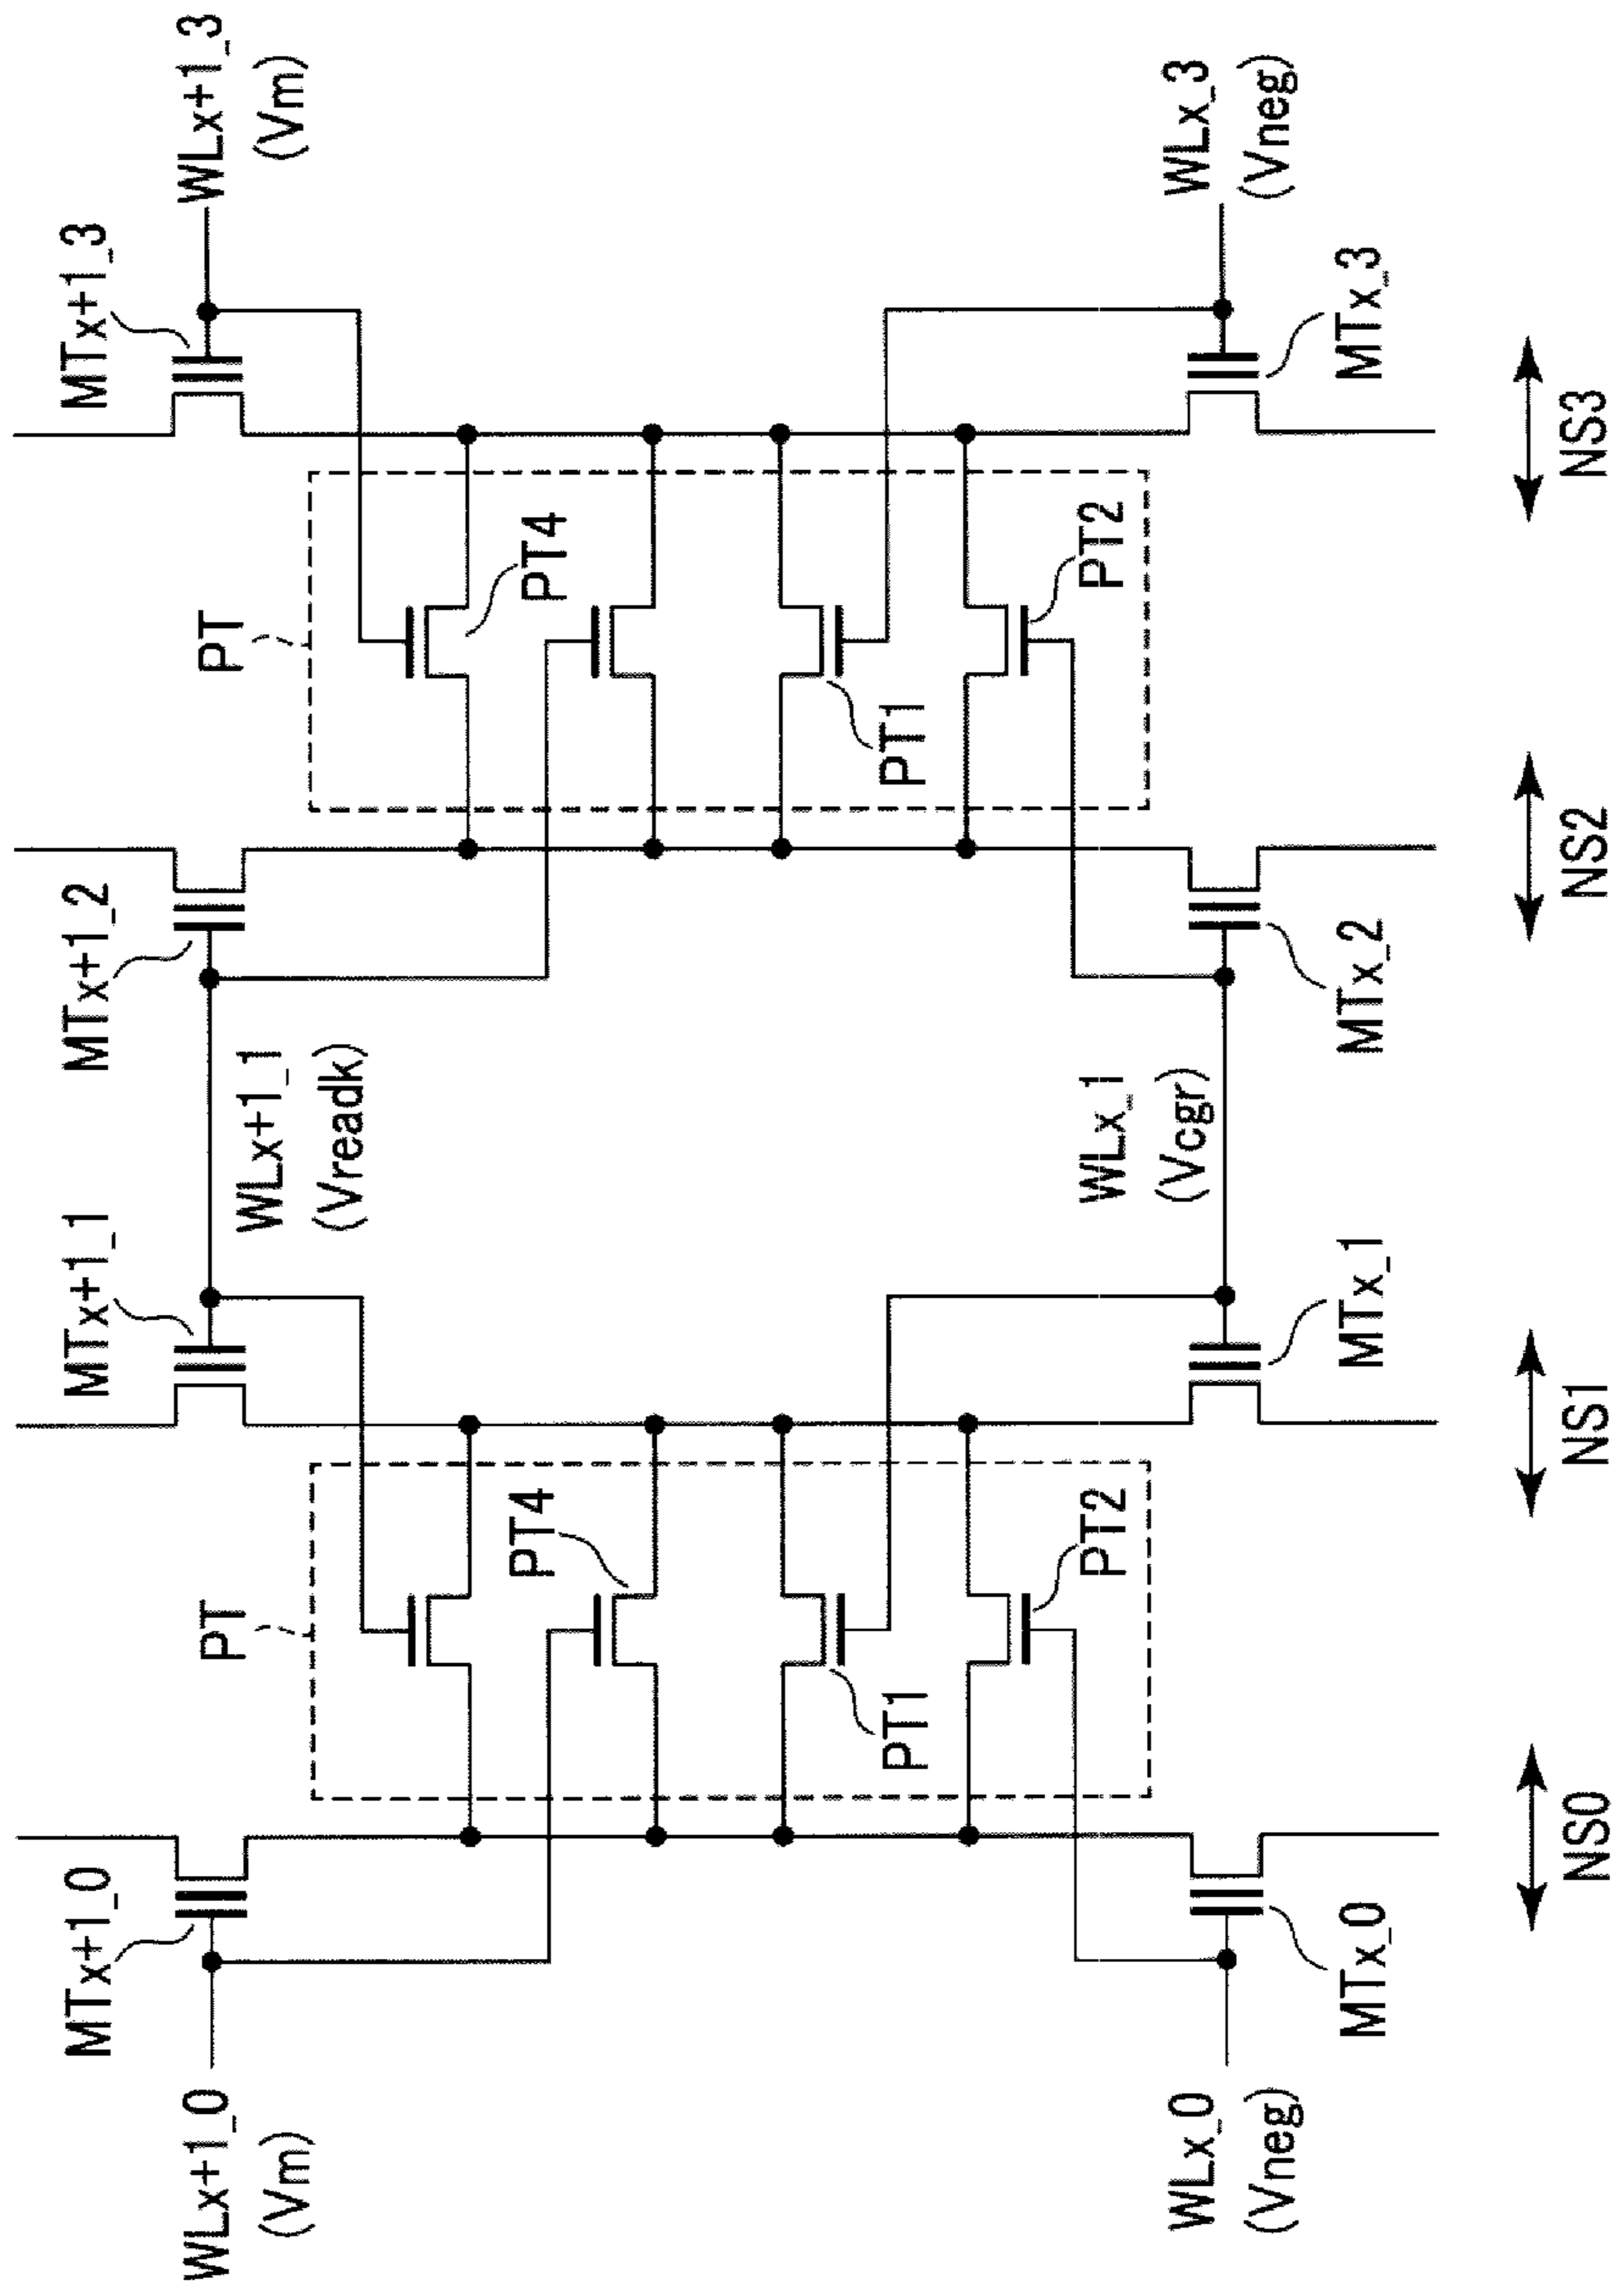 MTx+1_0
MTx+1_1
MTx+1_2
MTx+1_3
WLx+1_0
(Vm)
PT
WLx+1_1
(Vreadk)
PT
WLx+1_3
(Vm)
PT4
PT4
PT1
PT1
PT2
WLx_1
(Vcgr)
PT2
WLx_0
(Vneg)
WLx_3
(Vneg)
MTx_0
MTx_1
MTx_2
MTx_3
NS0
NS1
NS2
NS3